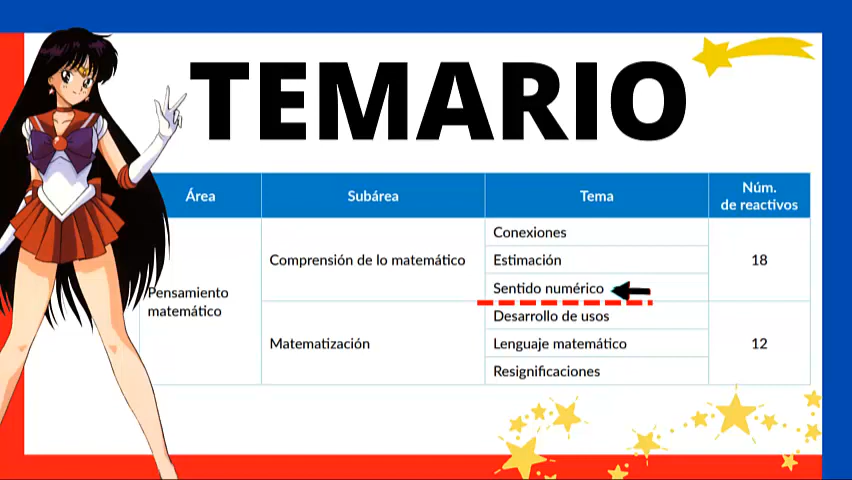 TEMARIO
Área
Subárea
Tema
Núm.
de reactivos
Pensamiento
matemático
Comprensión de lo matemático
Conexiones
Estimación
Sentido numérico
18
Matematización
Desarrollo de usos
Lenguaje matemático
Resignificaciones
12